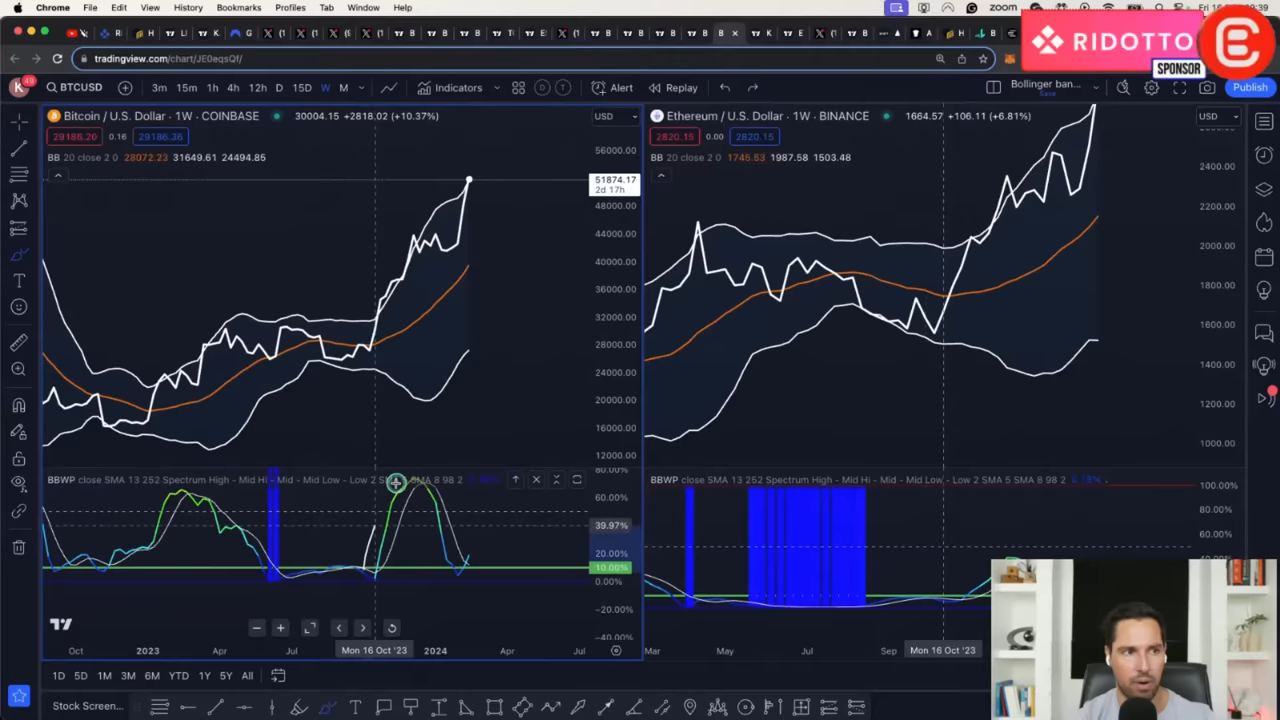 Chrome File Edit View History Bookmarks Profiles Tab Window Help
zoom
Fri 16
:39
RIDOTTO
SPONSOR
tradingview.com/chart/JE0eqsQf/
K 49 BTCUSD 3m 15m 1h 4h 12h D 15D W M Indicators Alert Replay Bollinger ban... Save Publish
Bitcoin / U.S. Dollar · 1W · COINBASE 30004.15 +2818.02 (+10.37%) USD
29186.20 0.16 29186.36
BB 20 close 2 0 28072.23 31649.61 24494.85
56000.00
51874.17
2d 17h
48000.00
44000.00
40000.00
36000.00
32000.00
28000.00
24000.00
20000.00
16000.00
12000.00
BBWP close SMA 13 252 Spectrum High - Mid Hi - Mid - Mid Low - Low 2 SMA 5 SMA 8 98 2
80.00%
60.00%
39.97%
20.00%
10.00%
0.00%
−20.00%
−40.00%
Oct 2023 Apr Jul Mon 16 Oct '23 2024 Apr Jul
Ethereum / U.S. Dollar · 1W · BINANCE 1664.57 +106.11 (+6.81%) USD
2820.15 0.00 2820.15
BB 20 close 2 0 1745.53 1987.58 1503.48
2400.00
2200.00
2000.00
1800.00
1600.00
1400.00
1200.00
1000.00
BBWP close SMA 13 252 Spectrum High - Mid Hi - Mid - Mid Low - Low 2 SMA 5 SMA 8 98 2
100.00%
80.00%
60.00%
Mar May Jul Sep Mon 16 Oct '23
1D 5D 1M 3M 6M YTD 1Y 5Y All
Stock Screen...